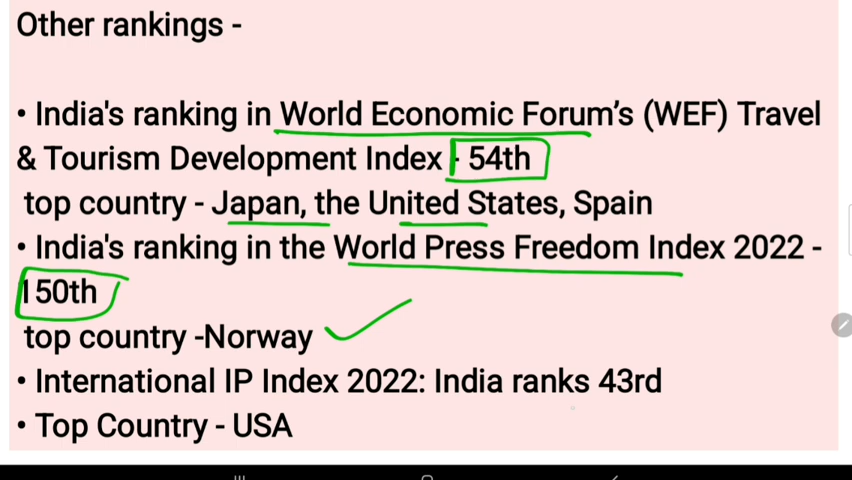 Other rankings -
• India's ranking in World Economic Forum's (WEF) Travel
& Tourism Development Index - 54th
top country - Japan, the United States, Spain
• India's ranking in the World Press Freedom Index 2022 -
150th
top country -Norway
• International IP Index 2022: India ranks 43rd
• Top Country - USA